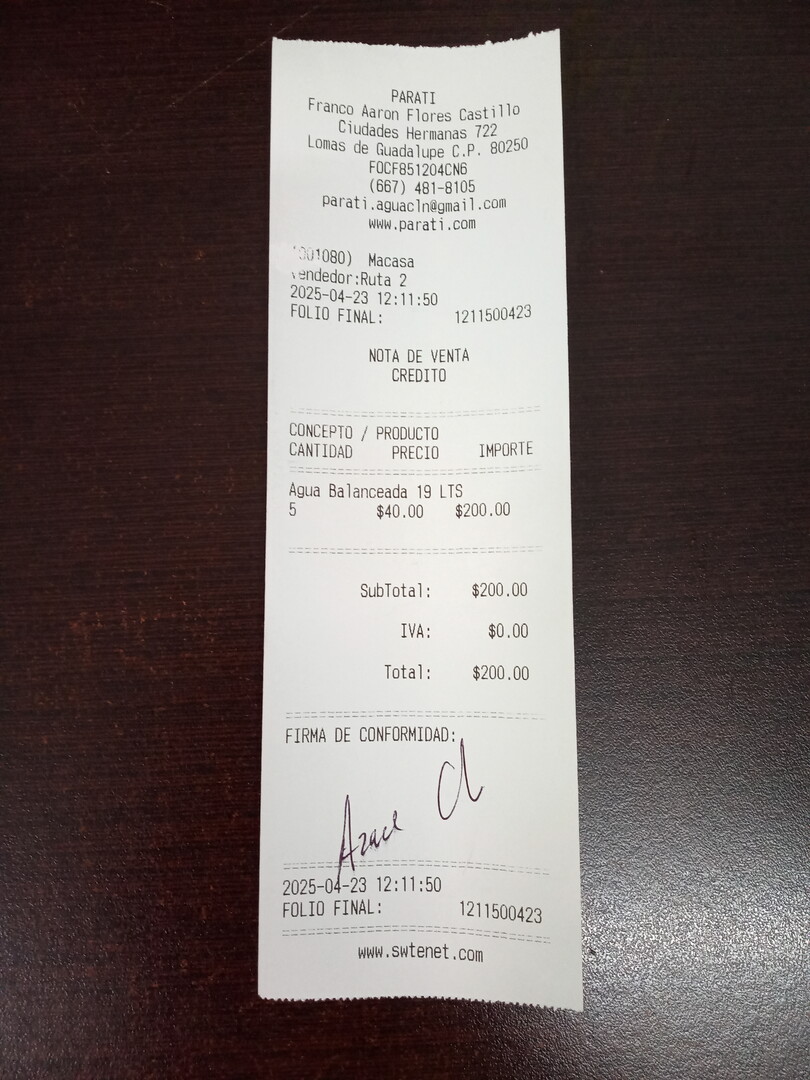 PARATI
Franco Aaron Flores Castillo
Ciudades Hermanas 722
Lomas de Guadalupe C.P. 80250
FOCF851204CN6
(667) 481-8105
parati.aguacln@gmail.com
www.parati.com
(001080) Macasa
Vendedor:Ruta 2
2025-04-23 12:11:50
FOLIO FINAL: 1211500423
NOTA DE VENTA
CREDITO
CONCEPTO / PRODUCTO
CANTIDAD PRECIO IMPORTE
Agua Balanceada 19 LTS
5 $40.00 $200.00
SubTotal: $200.00
IVA: $0.00
Total: $200.00
FIRMA DE CONFORMIDAD:
2025-04-23 12:11:50
FOLIO FINAL: 1211500423
www.swtenet.com